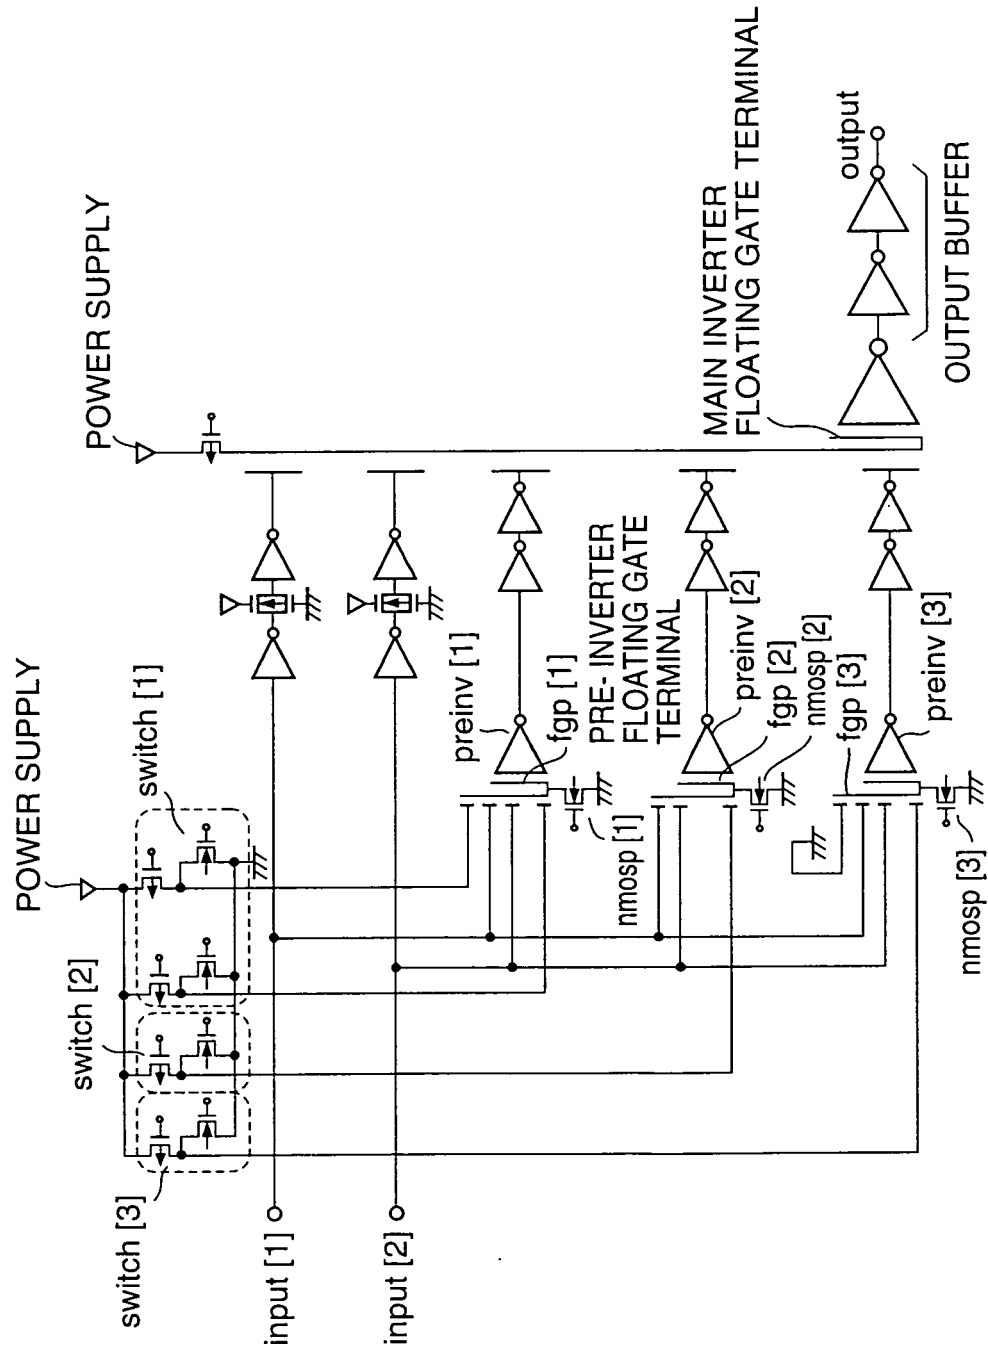 POWER SUPPLY
switch [1]
switch [2]
switch [3]
input [1]
input [2]
POWER SUPPLY
preinv [1]
fgp [1]
PRE- INVERTER
FLOATING GATE
TERMINAL
nmosp [1]
preinv [2]
fgp [2]
nmosp [2]
fgp [3]
preinv [3]
nmosp [3]
MAIN INVERTER
FLOATING GATE TERMINAL
output
OUTPUT BUFFER